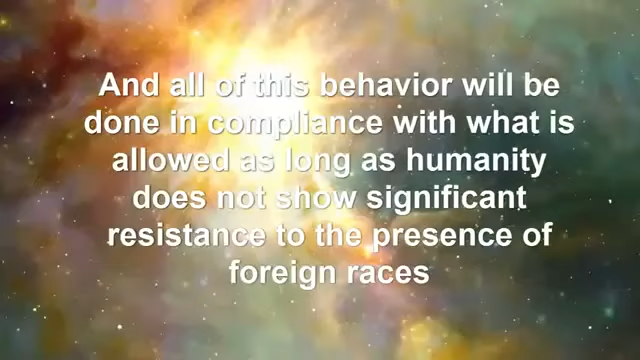 And all of this behavior will be
done in compliance with what is
allowed as long as humanity
does not show significant
resistance to the presence of
foreign races